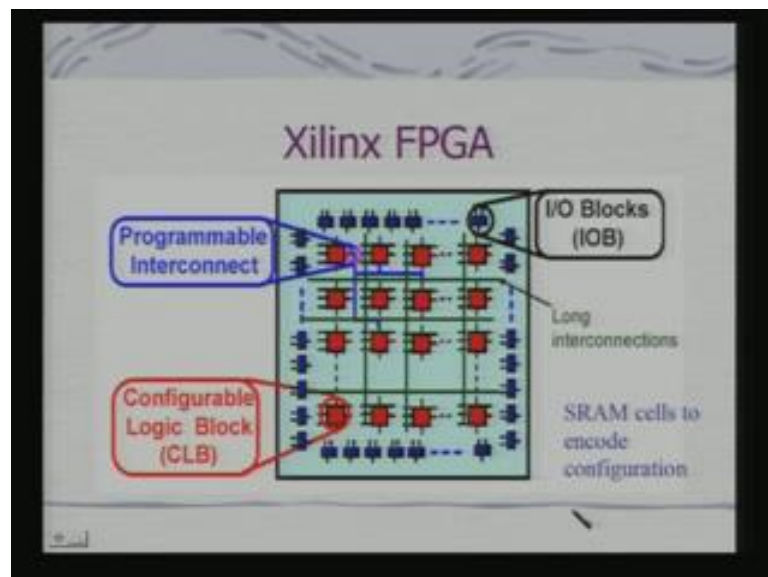 Xilinx FPGA
Programmable
Interconnect
I/O Blocks
(IOB)
Long
interconnections
Configurable
Logic Block
(CLB)
SRAM cells to
encode
configuration